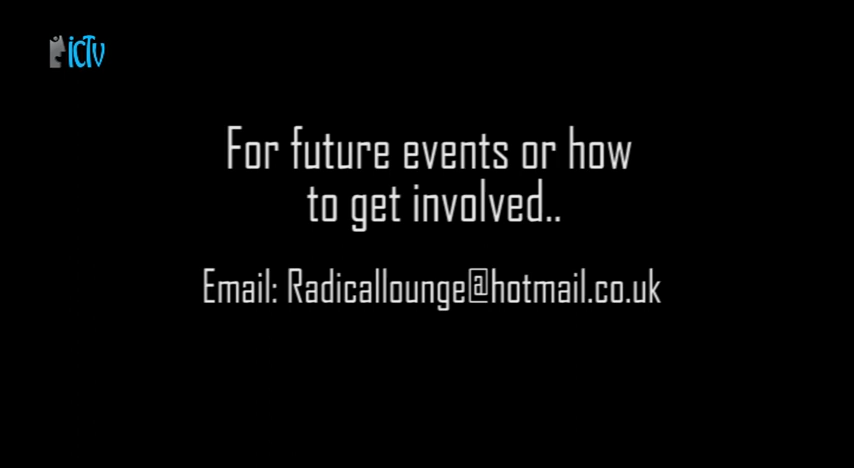 icTv
For future events or how
to get involved..
Email: Radicallounge@hotmail.co.uk